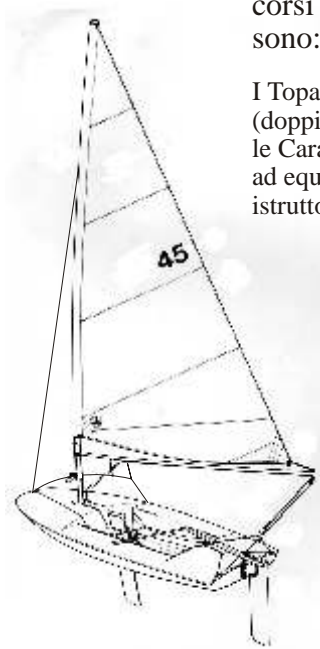 corsi
sono:
I Topa
(doppi
le Cara
ad equ
istrutto
45